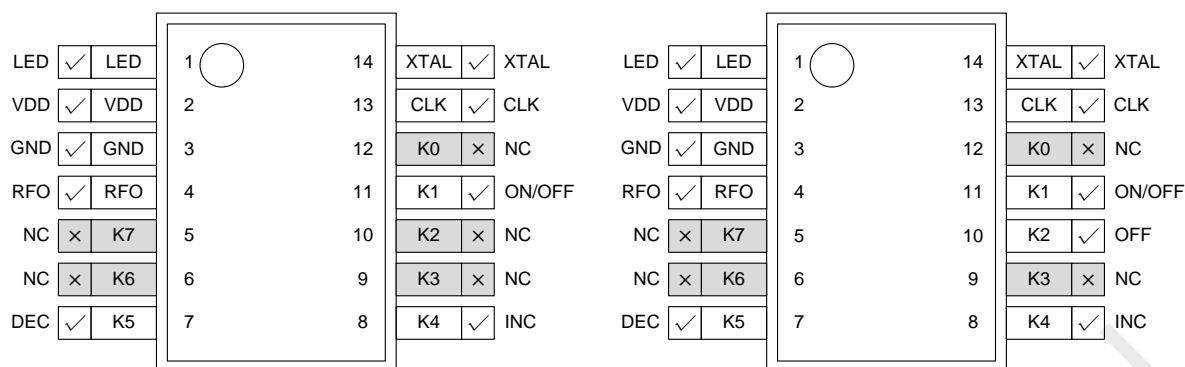 LED ✓ LED 1 14 XTAL ✓ XTAL LED ✓ LED 1 14 XTAL ✓ XTAL
VDD ✓ VDD 2 13 CLK ✓ CLK VDD ✓ VDD 2 13 CLK ✓ CLK
GND ✓ GND 3 12 K0 × NC GND ✓ GND 3 12 K0 × NC
RFO ✓ RFO 4 11 K1 ✓ ON/OFF RFO ✓ RFO 4 11 K1 ✓ ON/OFF
NC × K7 5 10 K2 × NC NC × K7 5 10 K2 ✓ OFF
NC × K6 6 9 K3 × NC NC × K6 6 9 K3 × NC
DEC ✓ K5 7 8 K4 ✓ INC DEC ✓ K5 7 8 K4 ✓ INC